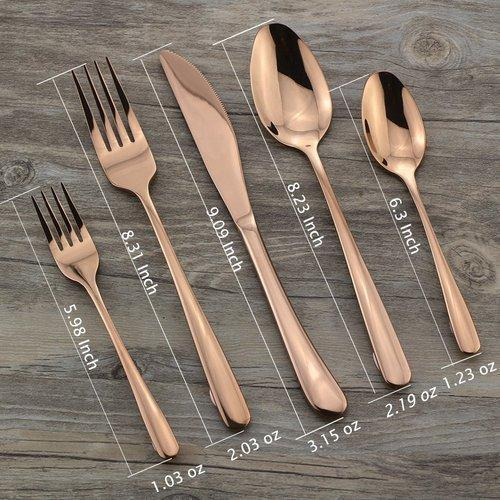 5.98 Inch
8.31 Inch
9.09 Inch
8.23 Inch
6.3 Inch
1.03 oz
2.03 oz
3.15 oz
2.19 oz
1.23 oz